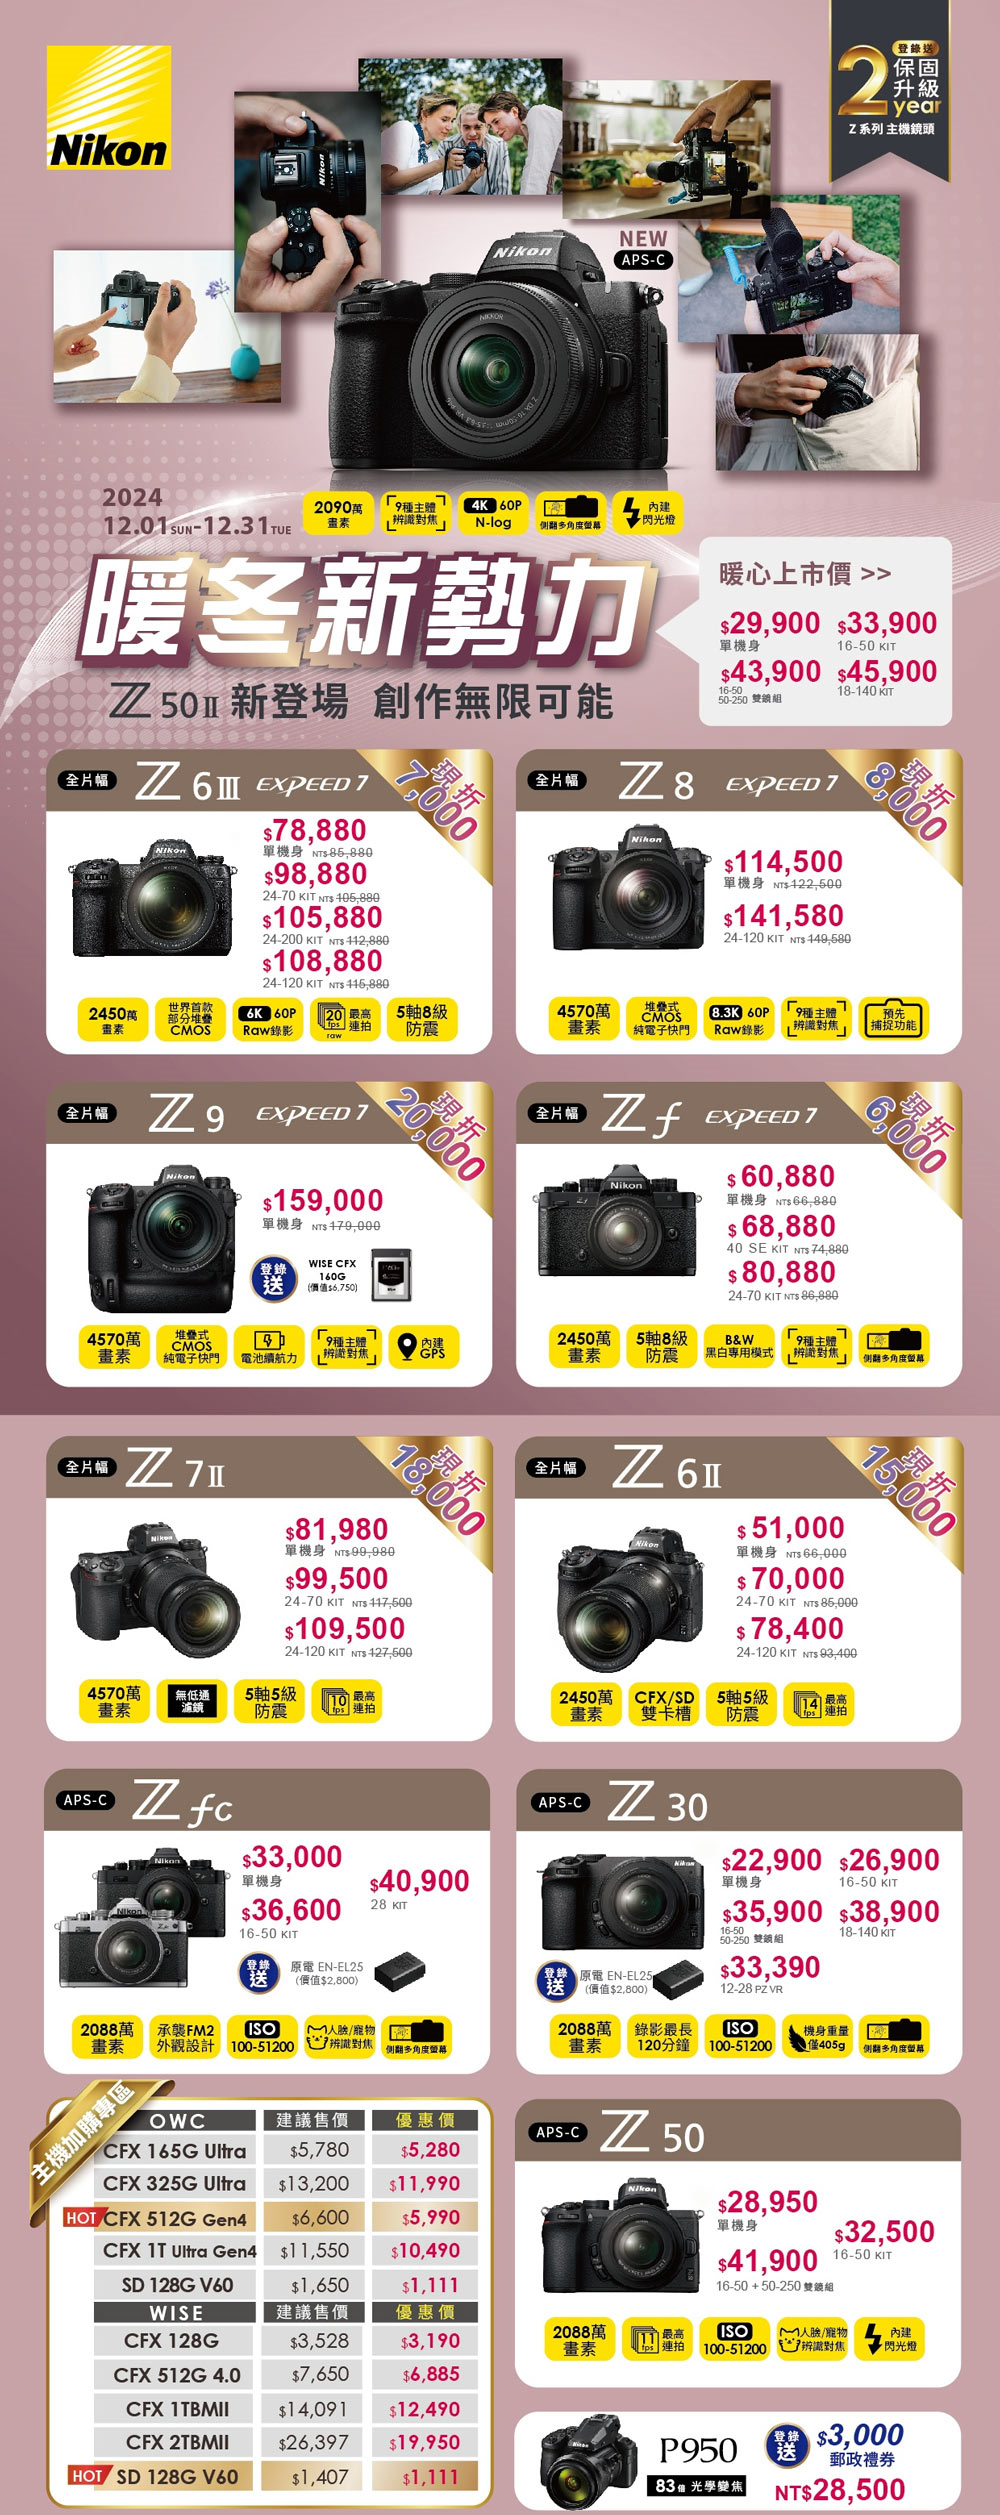 Nikon
登錄送
2
保固
升級
year
Z 系列 主機鏡頭
Nikon
NEW
APS-C
Nikon
NIKKOR
2024
12.01SUN-12.31TUE
2090萬
畫素
9種主體
辨識對焦
4K 60P
N-log
側翻多角度螢幕
內建
閃光燈
暖冬新勢力
Z50II 新登場 創作無限可能
暖心上市價 >>
$29,900
單機身
$33,900
16-50 KIT
$43,900
16-50
50-250 雙鏡組
$45,900
18-140 KIT
全片幅
Z6III EXPEED 7
現折
7,000
Nikon
$78,880
單機身 NT$85,880
$98,880
24-70 KIT NT$ 105,880
$105,880
24-200 KIT NT$ 112,880
$108,880
24-120 KIT NT$ 115,880
2450萬
畫素
世界首款
部分堆疊
CMOS
6K 60P
Raw錄影
20
fps
raw
最高
連拍
5軸8級
防震
全片幅
Z8 EXPEED 7
現折
8,000
Nikon
$114,500
單機身 NT$ 122,500
$141,580
24-120 KIT NT$ 149,580
4570萬
畫素
堆疊式
CMOS
純電子快門
8.3K 60P
Raw錄影
9種主體
辨識對焦
預先
捕捉功能
全片幅
Z9 EXPEED 7
現折
20,000
Nikon
$159,000
單機身 NT$ 179,000
登錄
送
WISE CFX
160G
(價值$6,750)
4570萬
畫素
堆疊式
CMOS
純電子快門
電池續航力
9種主體
辨識對焦
內建
GPS
全片幅
Zf EXPEED 7
現折
6,000
Nikon
$60,880
單機身 NT$ 66,880
$68,880
40 SE KIT NT$ 74,880
$80,880
24-70 KIT NT$ 86,880
2450萬
畫素
5軸8級
防震
B&W
黑白專用模式
9種主體
辨識對焦
側翻多角度螢幕
全片幅
Z7II
現折
18,000
Nikon
$81,980
單機身 NT$ 99,980
$99,500
24-70 KIT NT$ 117,500
$109,500
24-120 KIT NT$ 127,500
4570萬
畫素
無低通
濾鏡
5軸5級
防震
10
fps
最高
連拍
全片幅
Z6II
現折
15,000
Nikon
$51,000
單機身 NT$ 66,000
$70,000
24-70 KIT NT$ 85,000
$78,400
24-120 KIT NT$ 93,400
2450萬
畫素
CFX/SD
雙卡槽
5軸5級
防震
14
fps
最高
連拍
APS-C
Zfc
Nikon
Nikon
$33,000
單機身
$36,600
16-50 KIT
$40,900
28 KIT
登錄
送
原電 EN-EL25
(價值$2,800)
2088萬
畫素
承襲FM2
外觀設計
ISO
100-51200
人臉/寵物
辨識對焦
側翻多角度螢幕
APS-C
Z30
Nikon
$22,900
單機身
$26,900
16-50 KIT
$35,900
16-50
50-250 雙鏡組
$38,900
18-140 KIT
$33,390
12-28 PZ VR
登錄
送
原電 EN-EL25
(價值$2,800)
2088萬
畫素
錄影最長
120分鐘
ISO
100-51200
機身重量
僅405g
側翻多角度螢幕
主機加購專區
OWC 建議售價 優惠價
CFX 165G Ultra $5,780 $5,280
CFX 325G Ultra $13,200 $11,990
HOT CFX 512G Gen4 $6,600 $5,990
CFX 1T Ultra Gen4 $11,550 $10,490
SD 128G V60 $1,650 $1,111
WISE 建議售價 優惠價
CFX 128G $3,528 $3,190
CFX 512G 4.0 $7,650 $6,885
CFX 1TBMII $14,091 $12,490
CFX 2TBMII $26,397 $19,950
HOT SD 128G V60 $1,407 $1,111
APS-C
Z50
Nikon
$28,950
單機身
$32,500
16-50 KIT
$41,900
16-50 + 50-250 雙鏡組
2088萬
畫素
11
fps
最高
連拍
ISO
100-51200
人臉/寵物
辨識對焦
內建
閃光燈
Nikon
P950
83倍 光學變焦
登錄
送
$3,000
郵政禮券
NT$28,500